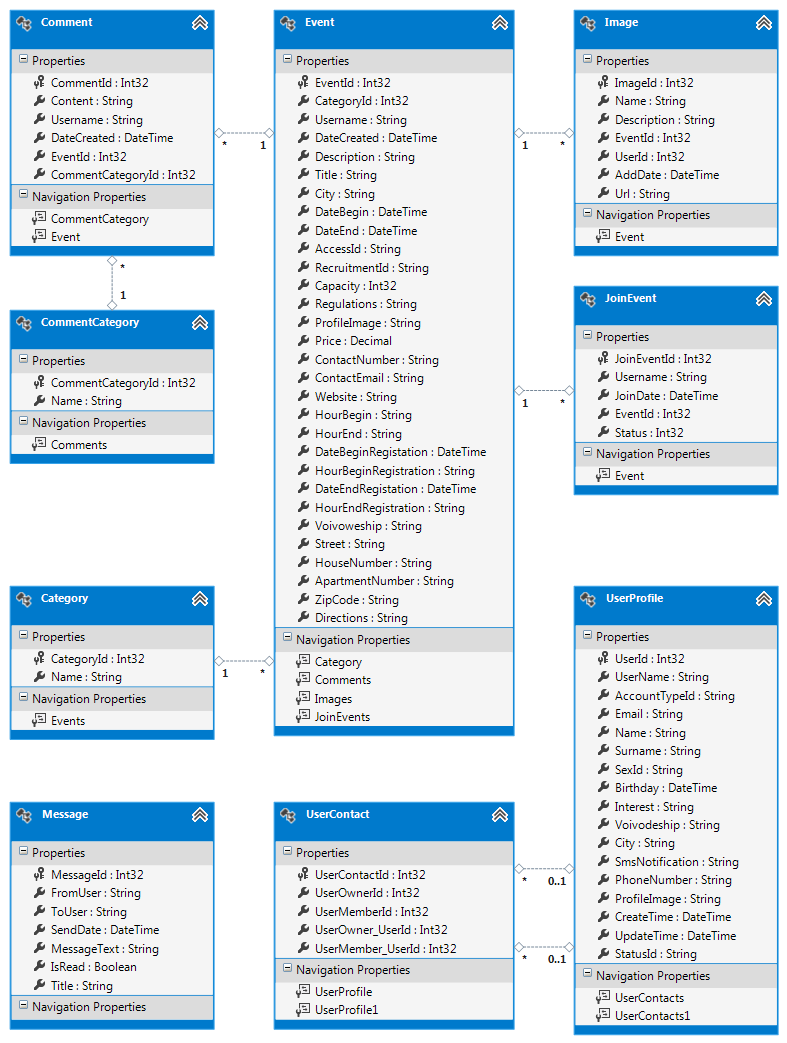 Comment
Properties
CommentId : Int32
Content : String
Username : String
DateCreated : DateTime
EventId : Int32
CommentCategoryId : Int32
Navigation Properties
CommentCategory
Event
*
1
CommentCategory
Properties
CommentCategoryId : Int32
Name : String
Navigation Properties
Comments
* 1
Event
Properties
EventId : Int32
CategoryId : Int32
Username : String
DateCreated : DateTime
Description : String
Title : String
City : String
DateBegin : DateTime
DateEnd : DateTime
AccessId : String
RecruitmentId : String
Capacity : Int32
Regulations : String
ProfileImage : String
Price : Decimal
ContactNumber : String
ContactEmail : String
Website : String
HourBegin : String
HourEnd : String
DateBeginRegistation : DateTime
HourBeginRegistration : String
DateEndRegistation : DateTime
HourEndRegistration : String
Voivoweship : String
Street : String
HouseNumber : String
ApartmentNumber : String
ZipCode : String
Directions : String
Navigation Properties
Category
Comments
Images
JoinEvents
1 *
Image
Properties
ImageId : Int32
Name : String
Description : String
EventId : Int32
UserId : Int32
AddDate : DateTime
Url : String
Navigation Properties
Event
1 *
JoinEvent
Properties
JoinEventId : Int32
Username : String
JoinDate : DateTime
EventId : Int32
Status : Int32
Navigation Properties
Event
Category
Properties
CategoryId : Int32
Name : String
Navigation Properties
Events
1 *
Message
Properties
MessageId : Int32
FromUser : String
ToUser : String
SendDate : DateTime
MessageText : String
IsRead : Boolean
Title : String
Navigation Properties
UserContact
Properties
UserContactId : Int32
UserOwnerId : Int32
UserMemberId : Int32
UserOwner_UserId : Int32
UserMember_UserId : Int32
Navigation Properties
UserProfile
UserProfile1
* 0..1
* 0..1
UserProfile
Properties
UserId : Int32
UserName : String
AccountTypeId : String
Email : String
Name : String
Surname : String
SexId : String
Birthday : DateTime
Interest : String
Voivodeship : String
City : String
SmsNotification : String
PhoneNumber : String
ProfileImage : String
CreateTime : DateTime
UpdateTime : DateTime
StatusId : String
Navigation Properties
UserContacts
UserContacts1